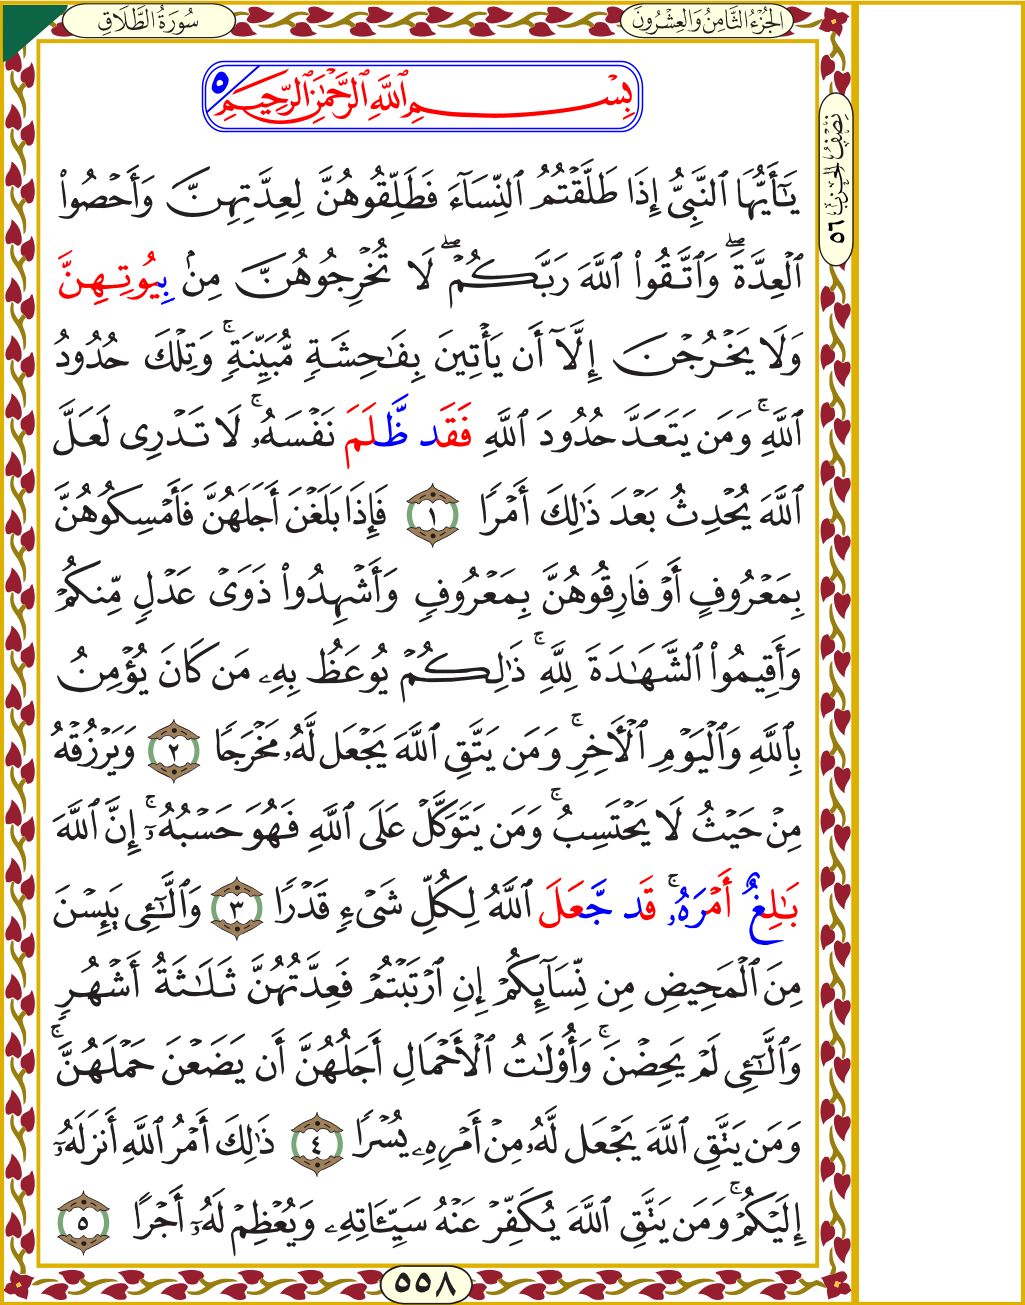 الجُزْءُ الثَّامِنُ وَالعِشْرُونَ
سُورَةُ الطَّلَاقِ
بِسْمِ ٱللَّهِ ٱلرَّحْمَٰنِ ٱلرَّحِيمِ ٥
نِصْفُ الحِزْبِ ٥٦
يَٰٓأَيُّهَا ٱلنَّبِىُّ إِذَا طَلَّقْتُمُ ٱلنِّسَآءَ فَطَلِّقُوهُنَّ لِعِدَّتِهِنَّ وَأَحْصُوا۟
ٱلْعِدَّةَۖ وَٱتَّقُوا۟ ٱللَّهَ رَبَّكُمْۖ لَا تُخْرِجُوهُنَّ مِنۢ بِيُوتِهِنَّ
وَلَا يَخْرُجْنَ إِلَّآ أَن يَأْتِينَ بِفَٰحِشَةٍ مُّبَيِّنَةٍۚ وَتِلْكَ حُدُودُ
ٱللَّهِۚ وَمَن يَتَعَدَّ حُدُودَ ٱللَّهِ فَقَد ظَّلَمَ نَفْسَهُۥۚ لَا تَدْرِى لَعَلَّ
ٱللَّهَ يُحْدِثُ بَعْدَ ذَٰلِكَ أَمْرًا ١ فَإِذَا بَلَغْنَ أَجَلَهُنَّ فَأَمْسِكُوهُنَّ
بِمَعْرُوفٍ أَوْ فَارِقُوهُنَّ بِمَعْرُوفٍ وَأَشْهِدُوا۟ ذَوَىْ عَدْلٍ مِّنكُمْ
وَأَقِيمُوا۟ ٱلشَّهَٰدَةَ لِلَّهِۚ ذَٰلِكُمْ يُوعَظُ بِهِۦ مَن كَانَ يُؤْمِنُ
بِٱللَّهِ وَٱلْيَوْمِ ٱلْأَخِرِۚ وَمَن يَتَّقِ ٱللَّهَ يَجْعَل لَّهُۥ مَخْرَجًا ٢ وَيَرْزُقْهُ
مِنْ حَيْثُ لَا يَحْتَسِبُۚ وَمَن يَتَوَكَّلْ عَلَى ٱللَّهِ فَهُوَ حَسْبُهُۥٓۚ إِنَّ ٱللَّهَ
بَٰلِغٌ أَمْرَهُۥۚ قَد جَّعَلَ ٱللَّهُ لِكُلِّ شَىْءٍ قَدْرًا ٣ وَٱلَّٰٓـِٔى يَئِسْنَ
مِنَ ٱلْمَحِيضِ مِن نِّسَآئِكُمْ إِنِ ٱرْتَبْتُمْ فَعِدَّتُهُنَّ ثَلَٰثَةُ أَشْهُرٍ
وَٱلَّٰٓـِٔى لَمْ يَحِضْنَۚ وَأُو۟لَٰتُ ٱلْأَحْمَالِ أَجَلُهُنَّ أَن يَضَعْنَ حَمْلَهُنَّۚ
وَمَن يَتَّقِ ٱللَّهَ يَجْعَل لَّهُۥ مِنْ أَمْرِهِۦ يُسْرًا ٤ ذَٰلِكَ أَمْرُ ٱللَّهِ أَنزَلَهُۥٓ
إِلَيْكُمْۚ وَمَن يَتَّقِ ٱللَّهَ يُكَفِّرْ عَنْهُ سَيِّـَٔاتِهِۦ وَيُعْظِمْ لَهُۥٓ أَجْرًا ٥
٥٥٨